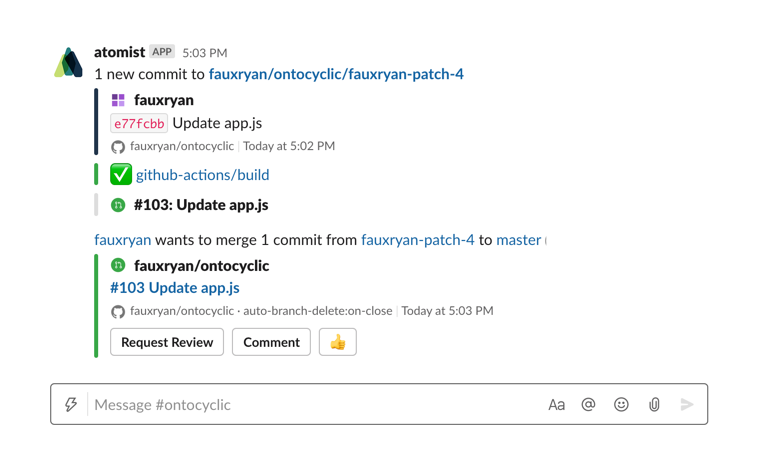 atomist APP 5:03 PM
1 new commit to fauxryan/ontocyclic/fauxryan-patch-4
fauxryan
e77fcbb Update app.js
fauxryan/ontocyclic | Today at 5:02 PM
github-actions/build
#103: Update app.js
fauxryan wants to merge 1 commit from fauxryan-patch-4 to master
fauxryan/ontocyclic
#103 Update app.js
fauxryan/ontocyclic · auto-branch-delete:on-close | Today at 5:03 PM
Request Review Comment
Message #ontocyclic Aa @